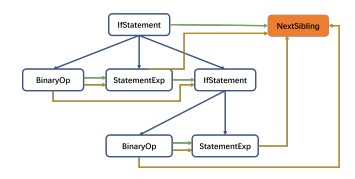 IfStatement
NextSibling
BinaryOp
StatementExp
IfStatement
BinaryOp
StatementExp